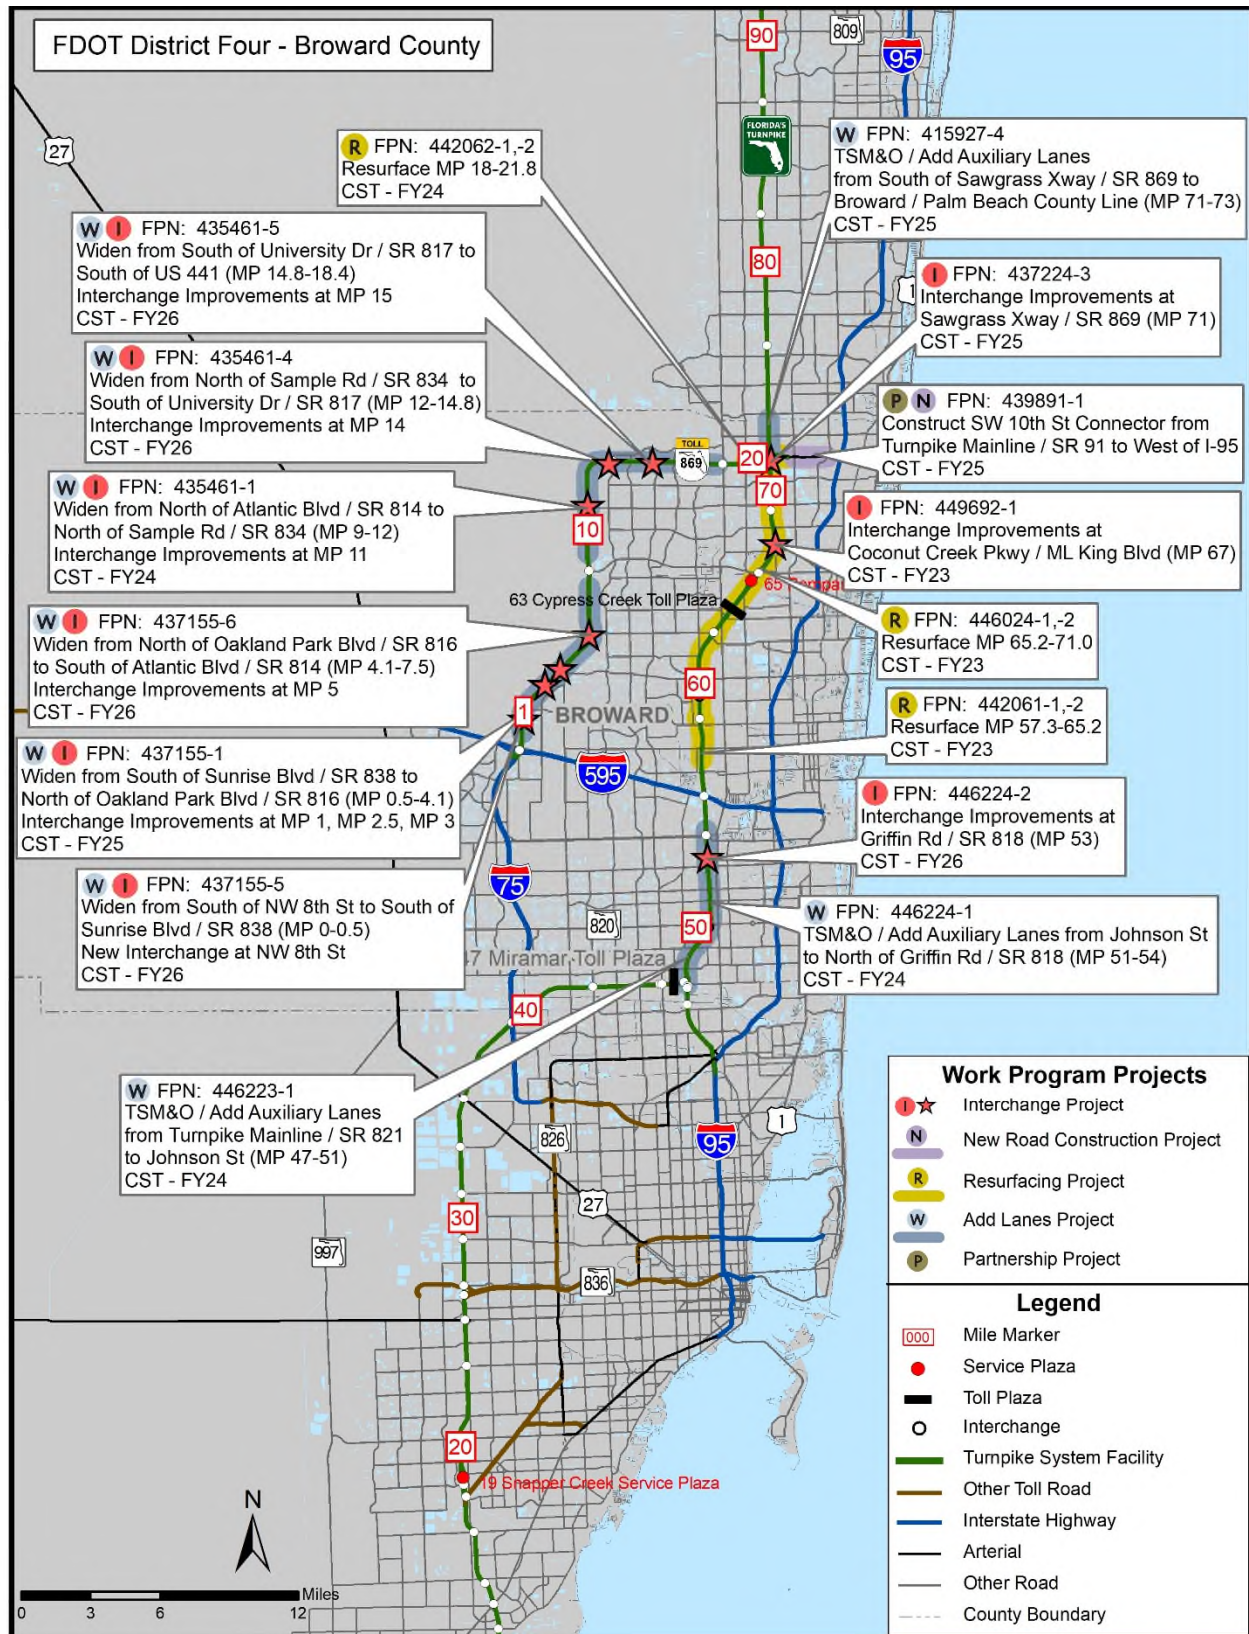 FDOT District Four - Broward County
90
809
95
27
FLORIDA'S
TURNPIKE
R FPN: 442062-1,-2
Resurface MP 18-21.8
CST - FY24
W FPN: 415927-4
TSM&O / Add Auxiliary Lanes
from South of Sawgrass Xway / SR 869 to
Broward / Palm Beach County Line (MP 71-73)
CST - FY25
W I FPN: 435461-5
Widen from South of University Dr / SR 817 to
South of US 441 (MP 14.8-18.4)
Interchange Improvements at MP 15
CST - FY26
80
1
I FPN: 437224-3
Interchange Improvements at
Sawgrass Xway / SR 869 (MP 71)
CST - FY25
W I FPN: 435461-4
Widen from North of Sample Rd / SR 834 to
South of University Dr / SR 817 (MP 12-14.8)
Interchange Improvements at MP 14
CST - FY26
P N FPN: 439891-1
Construct SW 10th St Connector from
Turnpike Mainline / SR 91 to West of I-95
CST - FY25
TOLL
869
20
70
W I FPN: 435461-1
Widen from North of Atlantic Blvd / SR 814 to
North of Sample Rd / SR 834 (MP 9-12)
Interchange Improvements at MP 11
CST - FY24
10
I FPN: 449692-1
Interchange Improvements at
Coconut Creek Pkwy / ML King Blvd (MP 67)
CST - FY23
65
63 Cypress Creek Toll Plaza
W I FPN: 437155-6
Widen from North of Oakland Park Blvd / SR 816
to South of Atlantic Blvd / SR 814 (MP 4.1-7.5)
Interchange Improvements at MP 5
CST - FY26
R FPN: 446024-1,-2
Resurface MP 65.2-71.0
CST - FY23
60
1
BROWARD
R FPN: 442061-1,-2
Resurface MP 57.3-65.2
CST - FY23
W I FPN: 437155-1
Widen from South of Sunrise Blvd / SR 838 to
North of Oakland Park Blvd / SR 816 (MP 0.5-4.1)
Interchange Improvements at MP 1, MP 2.5, MP 3
CST - FY25
595
I FPN: 446224-2
Interchange Improvements at
Griffin Rd / SR 818 (MP 53)
CST - FY26
W I FPN: 437155-5
Widen from South of NW 8th St to South of
Sunrise Blvd / SR 838 (MP 0-0.5)
New Interchange at NW 8th St
CST - FY26
75
820
50
W FPN: 446224-1
TSM&O / Add Auxiliary Lanes from Johnson St
to North of Griffin Rd / SR 818 (MP 51-54)
CST - FY24
47 Miramar Toll Plaza
40
W FPN: 446223-1
TSM&O / Add Auxiliary Lanes
from Turnpike Mainline / SR 821
to Johnson St (MP 47-51)
CST - FY24
826
95
1
27
30
997
836
20
19 Snapper Creek Service Plaza
N
Miles
0 3 6 12
Work Program Projects
I Interchange Project
N New Road Construction Project
R Resurfacing Project
W Add Lanes Project
P Partnership Project
Legend
000 Mile Marker
Service Plaza
Toll Plaza
Interchange
Turnpike System Facility
Other Toll Road
Interstate Highway
Arterial
Other Road
County Boundary